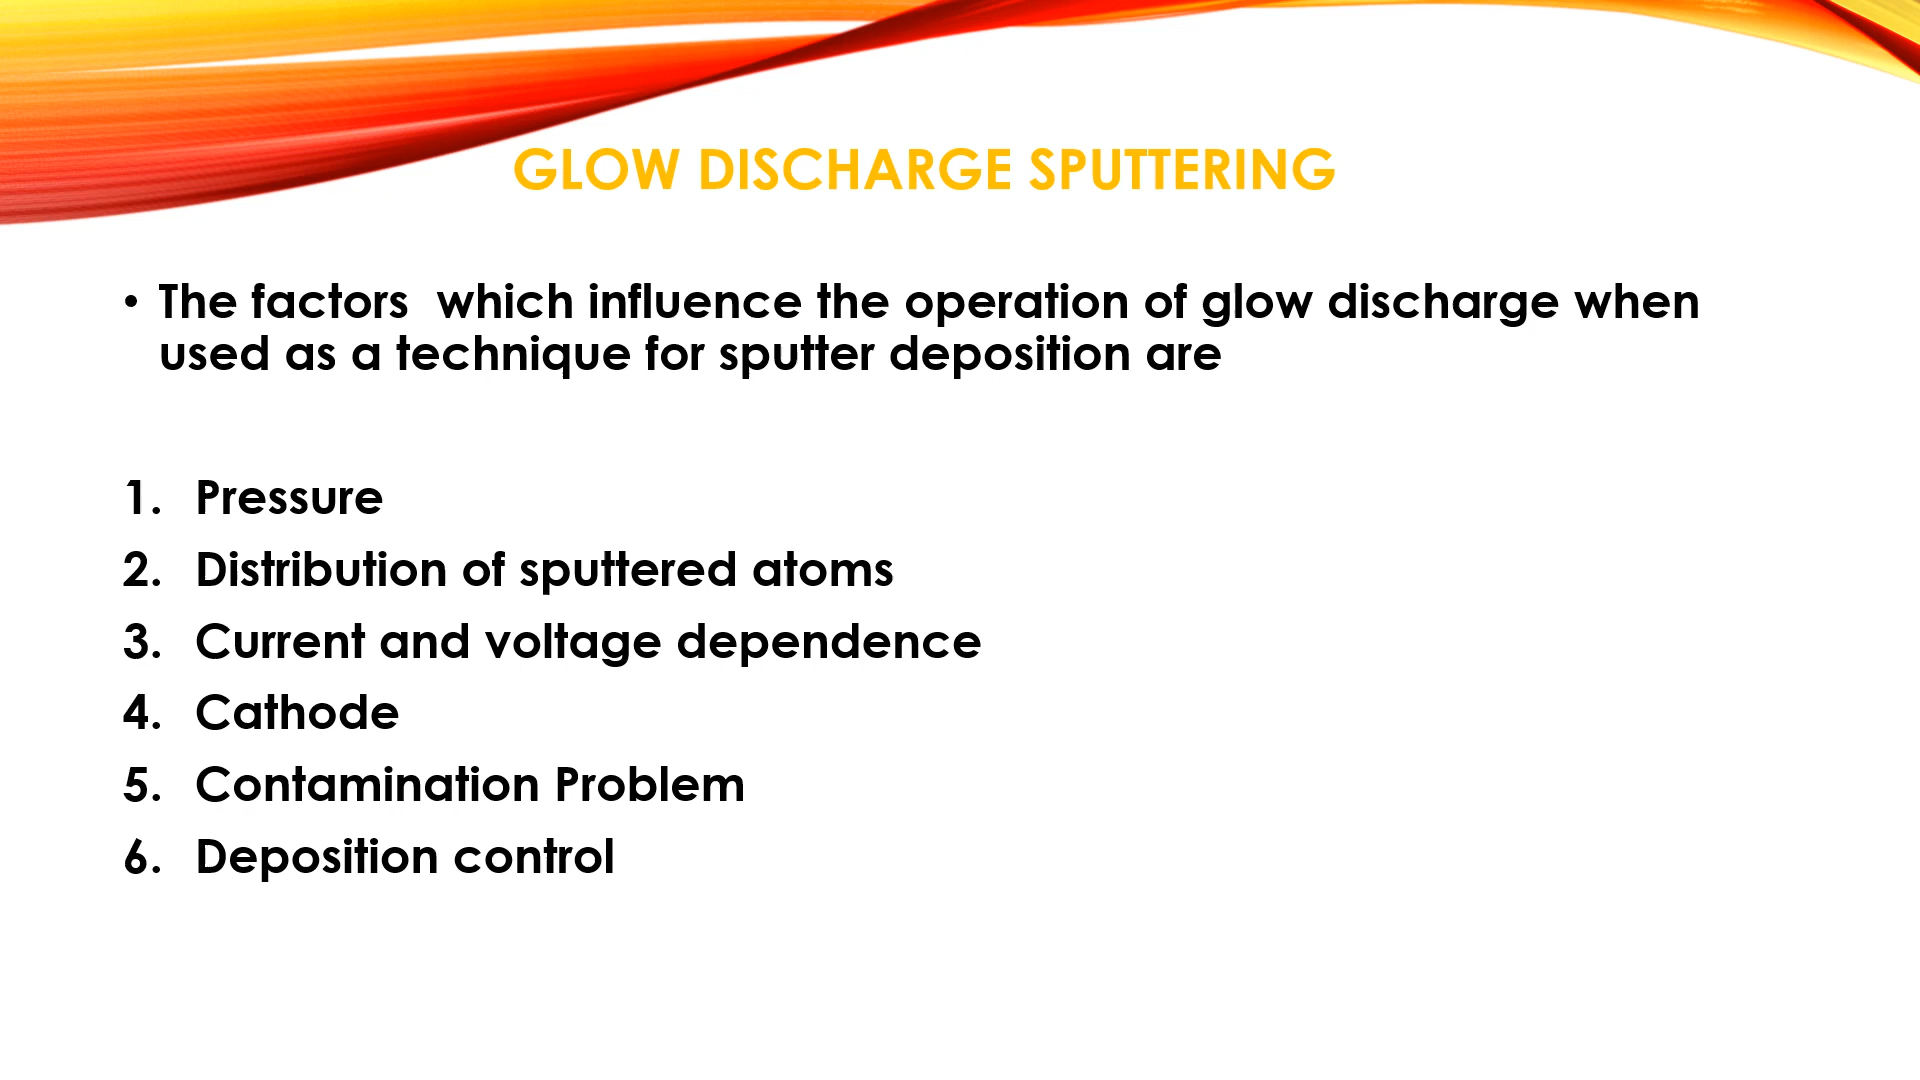 GLOW DISCHARGE SPUTTERING
• The factors  which influence the operation of glow discharge when
used as a technique for sputter deposition are
1. Pressure
2. Distribution of sputtered atoms
3. Current and voltage dependence
4. Cathode
5. Contamination Problem
6. Deposition control